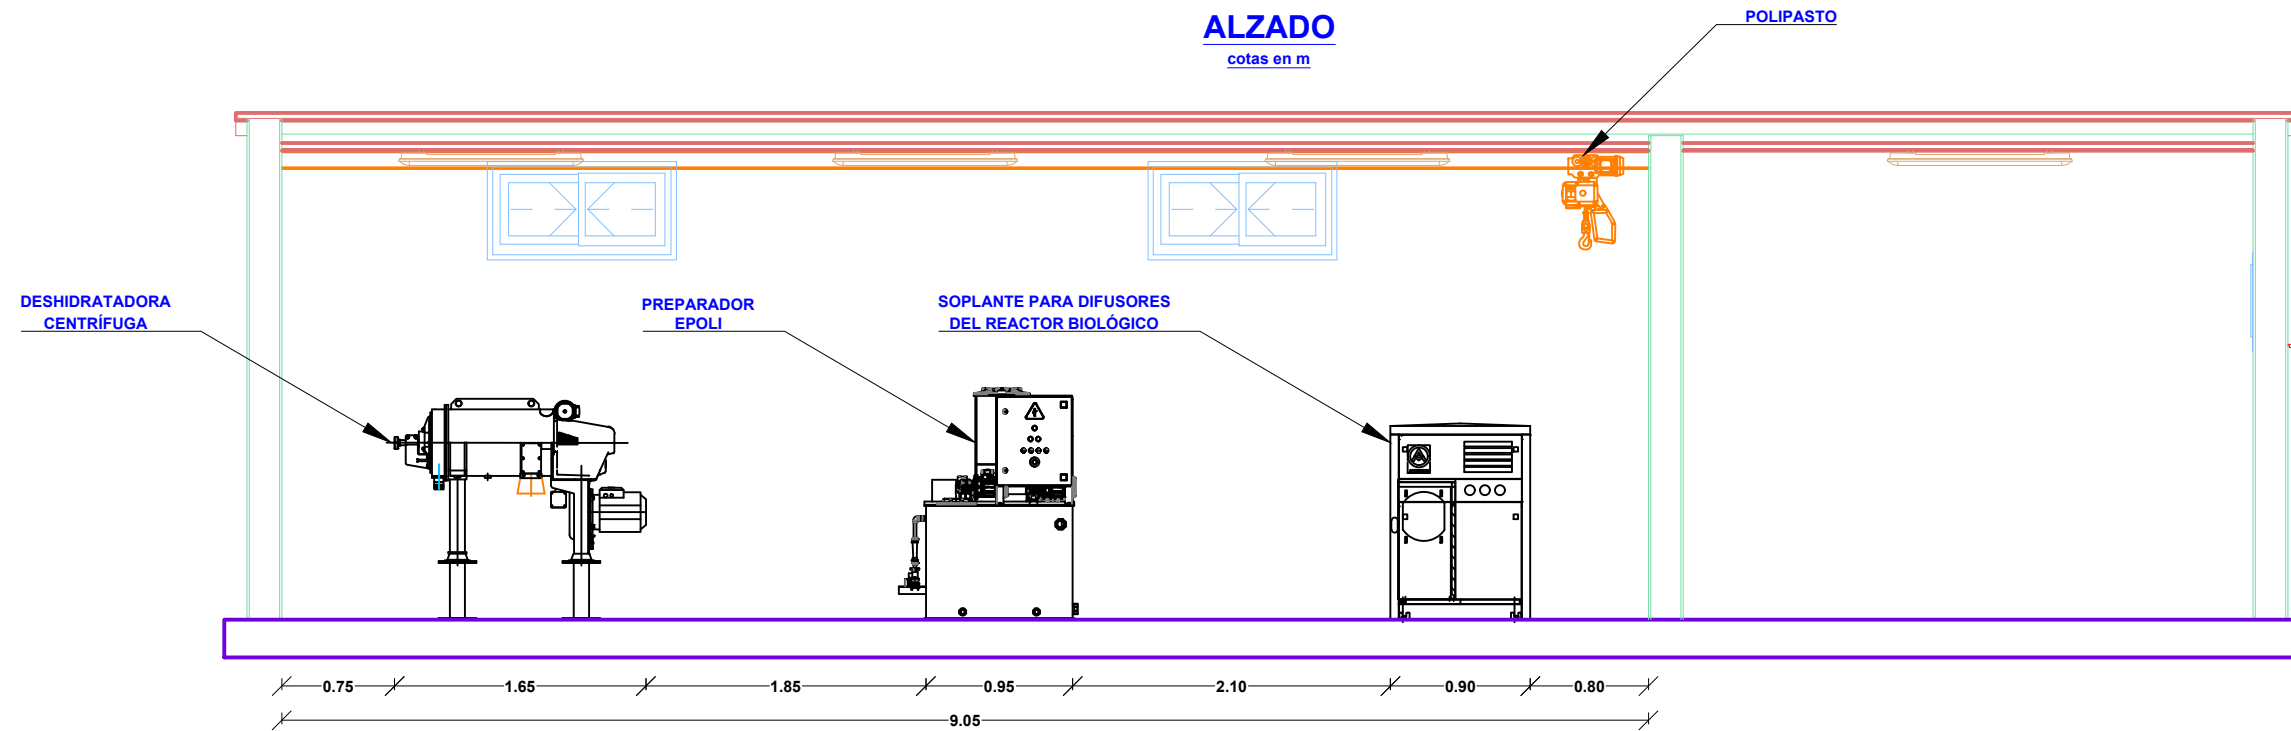 ALZADO
cotas en m
POLIPASTO
DESHIDRATADORA
CENTRÍFUGA
PREPARADOR
EPOLI
SOPLANTE PARA DIFUSORES
DEL REACTOR BIOLÓGICO
0.75
1.65
1.85
0.95
2.10
0.90
0.80
9.05